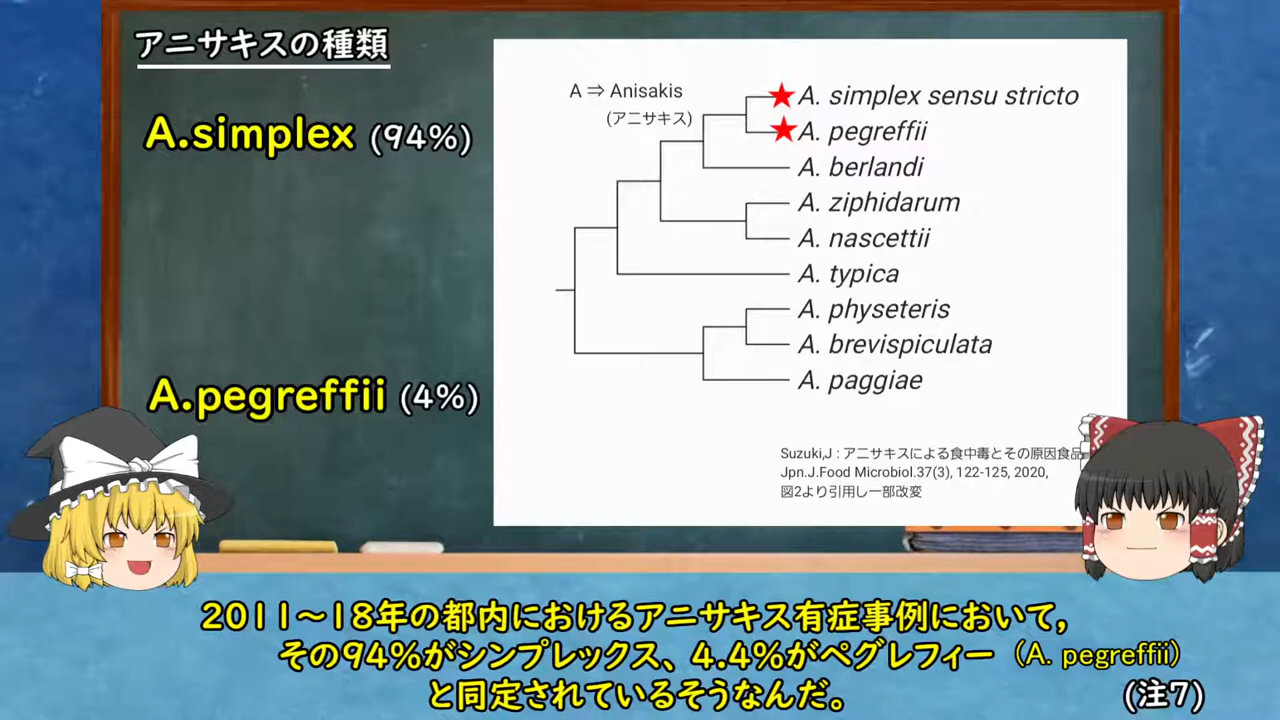 アニサキスの種類
A.simplex (94%)
A.pegreffii (4%)
A ⇒ Anisakis
(アニサキス)
A. simplex sensu stricto
A. pegreffii
A. berlandi
A. ziphidarum
A. nascettii
A. typica
A. physeteris
A. brevispiculata
A. paggiae
Suzuki,J : アニサキスによる食中毒とその原因食品
Jpn.J.Food Microbiol.37(3), 122-125, 2020,
図2より引用し一部改変
2011～18年の都内におけるアニサキス有症事例において，
その94%がシンプレックス、4.4%がペグレフィー（A. pegreffii）
と同定されているそうなんだ。
(注7)